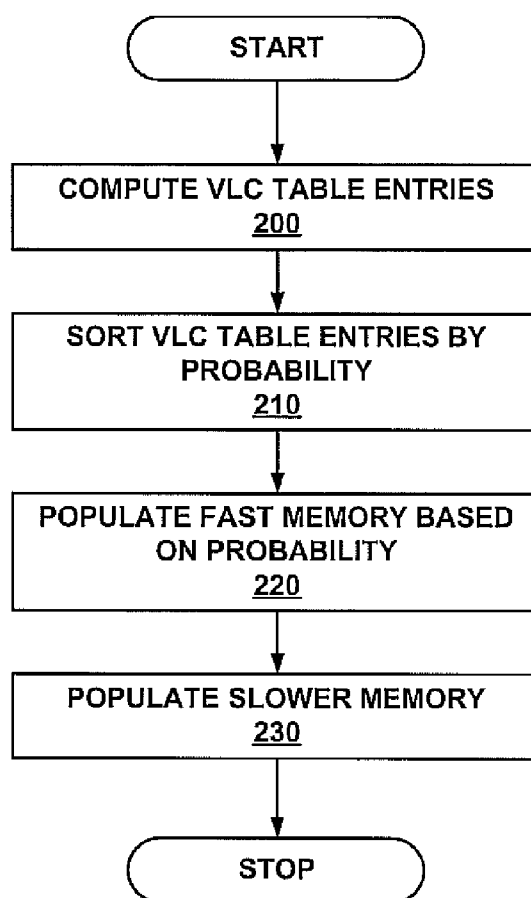 START
COMPUTE VLC TABLE ENTRIES
200
SORT VLC TABLE ENTRIES BY
PROBABILITY
210
POPULATE FAST MEMORY BASED
ON PROBABILITY
220
POPULATE SLOWER MEMORY
230
STOP